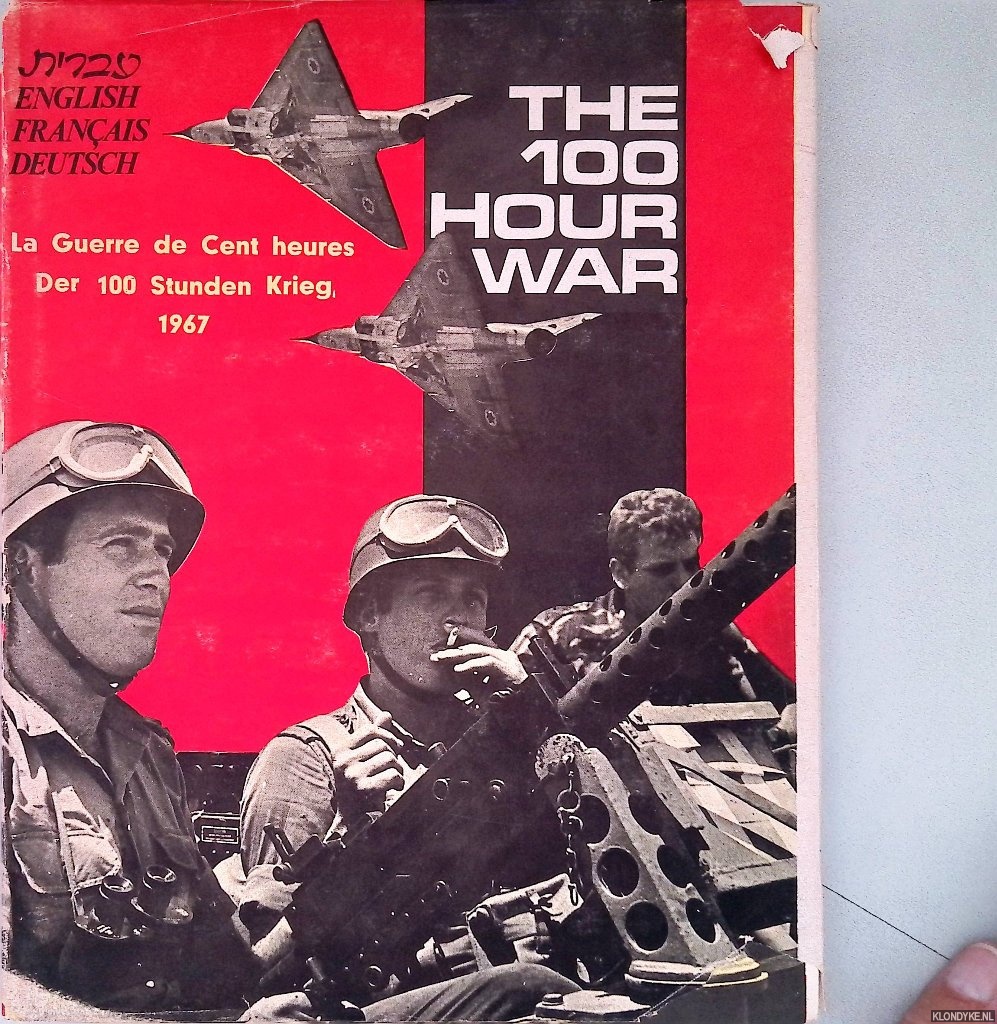 עברית
ENGLISH
FRANÇAIS
DEUTSCH
THE
100
HOUR
WAR
La Guerre de Cent heures
Der 100 Stunden Krieg,
1967
KLONDYKE.NL